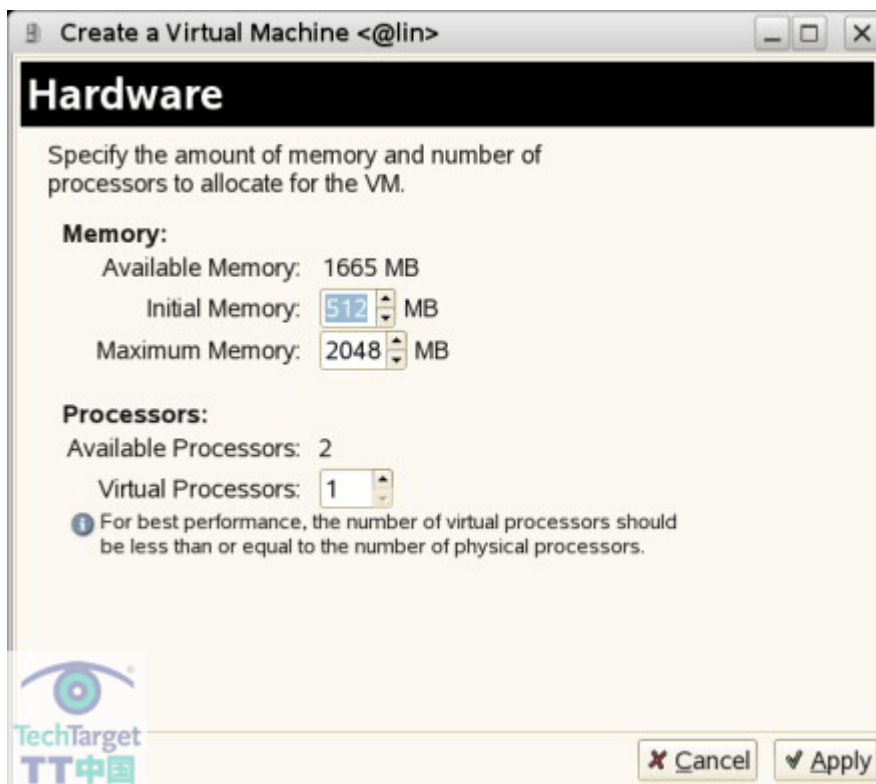 Create a Virtual Machine <@lin>
Hardware
Specify the amount of memory and number of
processors to allocate for the VM.
Memory:
Available Memory: 1665 MB
Initial Memory: 512 MB
Maximum Memory: 2048 MB
Processors:
Available Processors: 2
Virtual Processors: 1
For best performance, the number of virtual processors should
be less than or equal to the number of physical processors.
TechTarget
TT中国
Cancel Apply